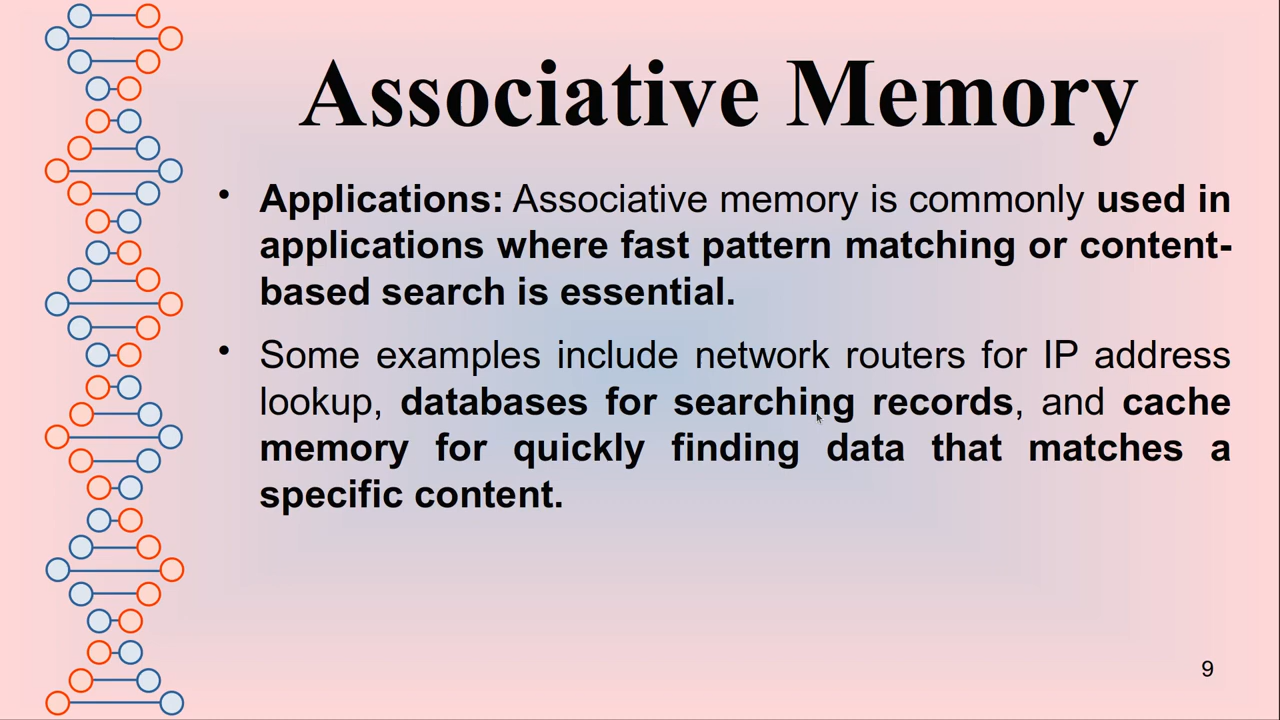 Associative Memory
• Applications: Associative memory is commonly used in
applications where fast pattern matching or content-
based search is essential.
• Some examples include network routers for IP address
lookup, databases for searching records, and cache
memory for quickly finding data that matches a
specific content.
9